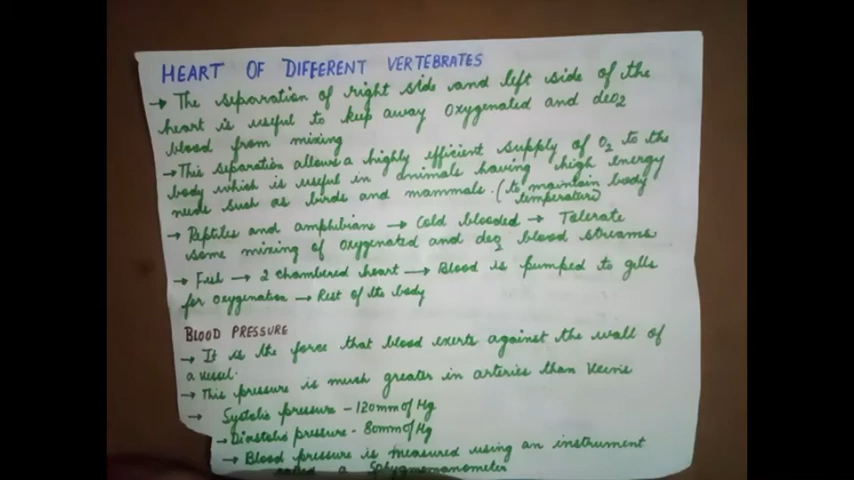 HEART OF DIFFERENT VERTEBRATES
→ The separation of right side and left side of the
heart is useful to keep away Oxygenated and deO2
blood from mixing
→ This separation allows a highly efficient supply of O2 to the
body which is useful in animals having high energy
needs such as birds and mammals. (to maintain body
temperature)
→ Reptiles and amphibians → Cold blooded → Tolerate
some mixing of oxygenated and deo2 blood streams
→ Fish → 2 chambered heart → Blood is pumped to gills
for oxygenation → Rest of the body
BLOOD PRESSURE
→ It is the force that blood exerts against the wall of
a vessel.
→ This pressure is much greater in arteries than veins
→ Systolic pressure - 120mm of Hg
→ Diastolic pressure - 80mm of Hg
→ Blood pressure is measured using an instrument
called a Sphygmomanometer